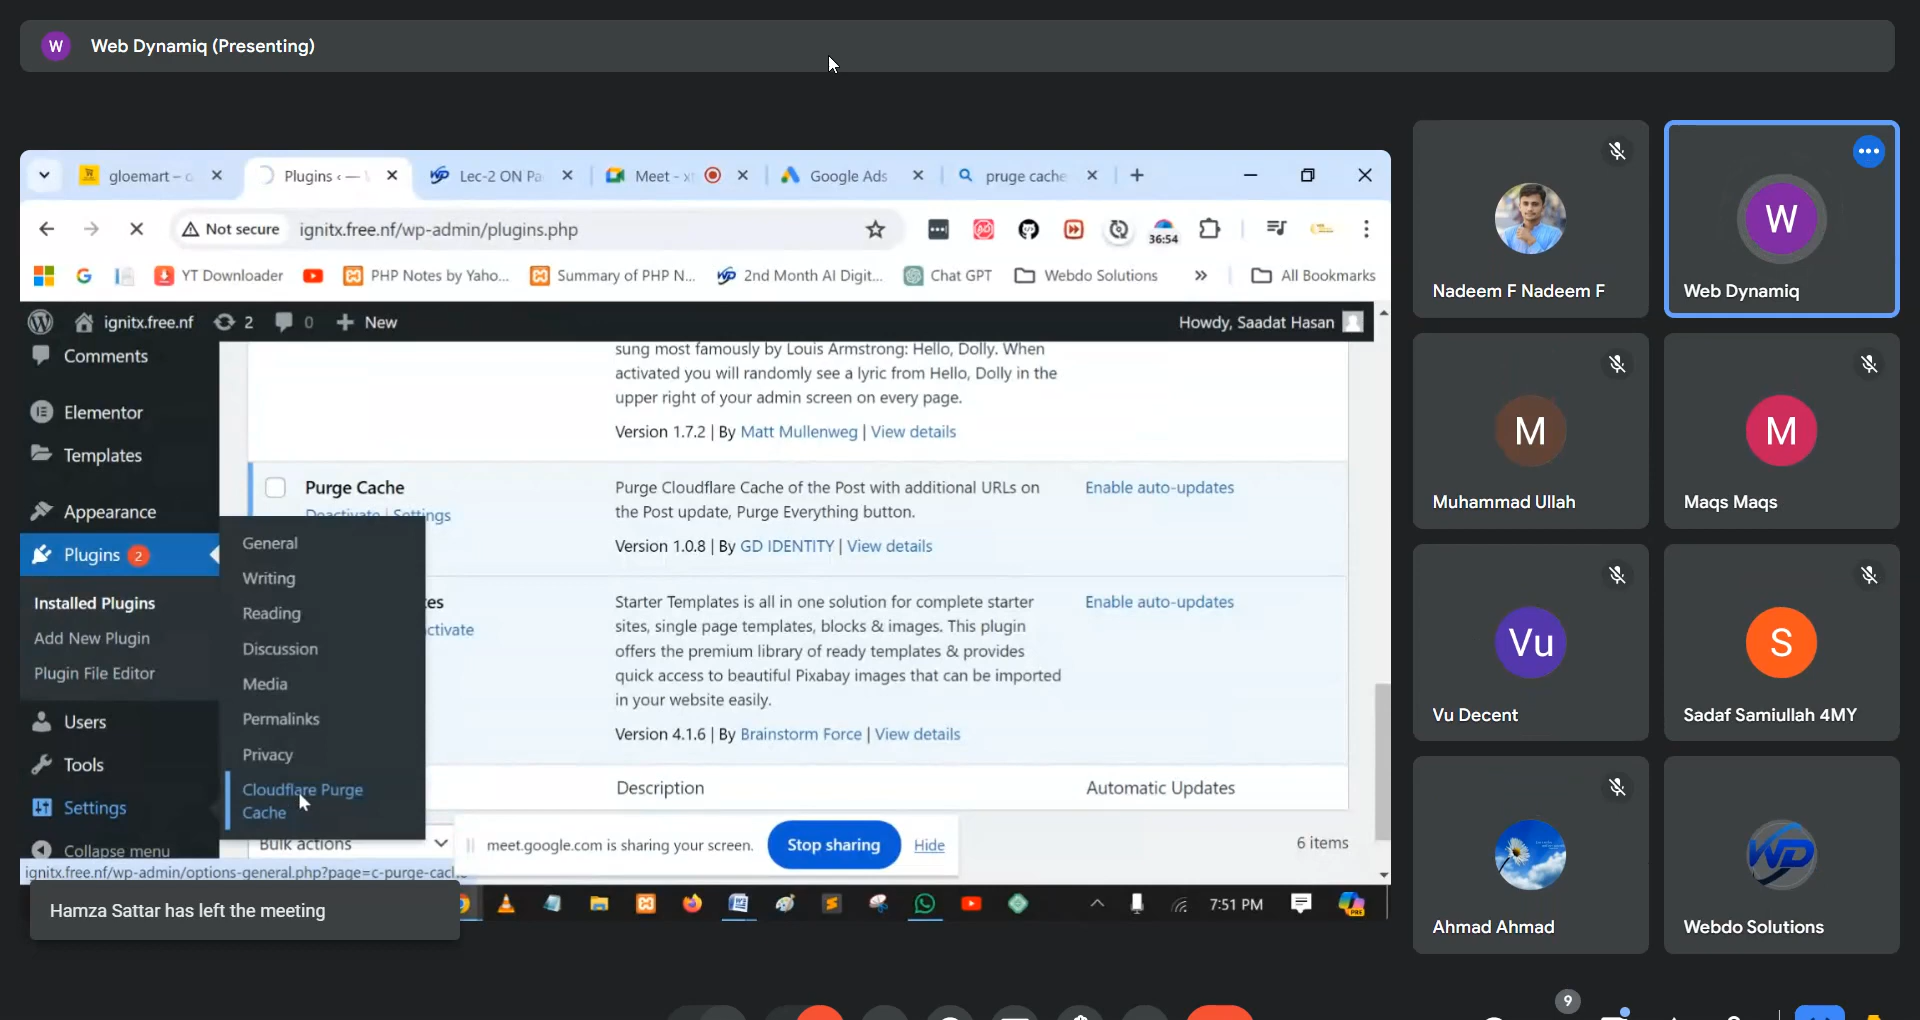 W Web Dynamiq (Presenting)
gloemart –
Plugins ‹ —
Lec-2 ON Pa
Meet - x
Google Ads
pruge cache
Not secure ignitx.free.nf/wp-admin/plugins.php
36:54
YT Downloader
PHP Notes by Yaho...
Summary of PHP N...
2nd Month AI Digit...
Chat GPT
Webdo Solutions
»
All Bookmarks
ignitx.free.nf 2 0 + New
Howdy, Saadat Hasan
Comments
Elementor
Templates
Appearance
Plugins 2
Installed Plugins
Add New Plugin
Plugin File Editor
Users
Tools
Settings
Collapse menu
General
Writing
Reading
Discussion
Media
Permalinks
Privacy
Cloudflare Purge
Cache
sung most famously by Louis Armstrong: Hello, Dolly. When
activated you will randomly see a lyric from Hello, Dolly in the
upper right of your admin screen on every page.
Version 1.7.2 | By Matt Mullenweg | View details
Purge Cache
Deactivate | Settings
Purge Cloudflare Cache of the Post with additional URLs on
the Post update, Purge Everything button.
Version 1.0.8 | By GD IDENTITY | View details
Enable auto-updates
es
ctivate
Starter Templates is all in one solution for complete starter
sites, single page templates, blocks & images. This plugin
offers the premium library of ready templates & provides
quick access to beautiful Pixabay images that can be imported
in your website easily.
Version 4.1.6 | By Brainstorm Force | View details
Enable auto-updates
Description
Automatic Updates
Bulk actions
6 items
meet.google.com is sharing your screen.
Stop sharing
Hide
ignitx.free.nf/wp-admin/options-general.php?page=c-purge-cach
7:51 PM
PRE
Hamza Sattar has left the meeting
Nadeem F Nadeem F
W
Web Dynamiq
M
Muhammad Ullah
M
Maqs Maqs
Vu
Vu Decent
S
Sadaf Samiullah 4MY
Ahmad Ahmad
WD
Webdo Solutions
9